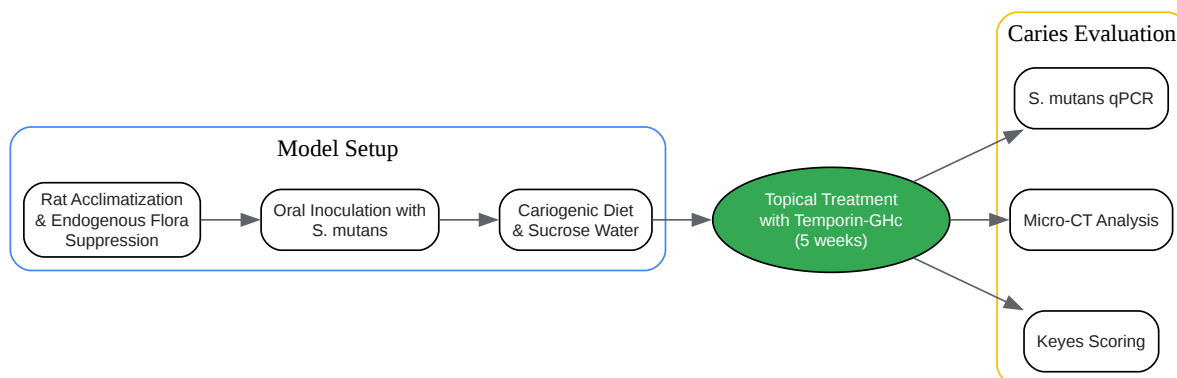 Model Setup
Rat Acclimatization
& Endogenous Flora
Suppression
Oral Inoculation with
S. mutans
Cariogenic Diet
& Sucrose Water
Topical Treatment
with Temporin-GHc
(5 weeks)
Caries Evaluation
S. mutans qPCR
Micro-CT Analysis
Keyes Scoring